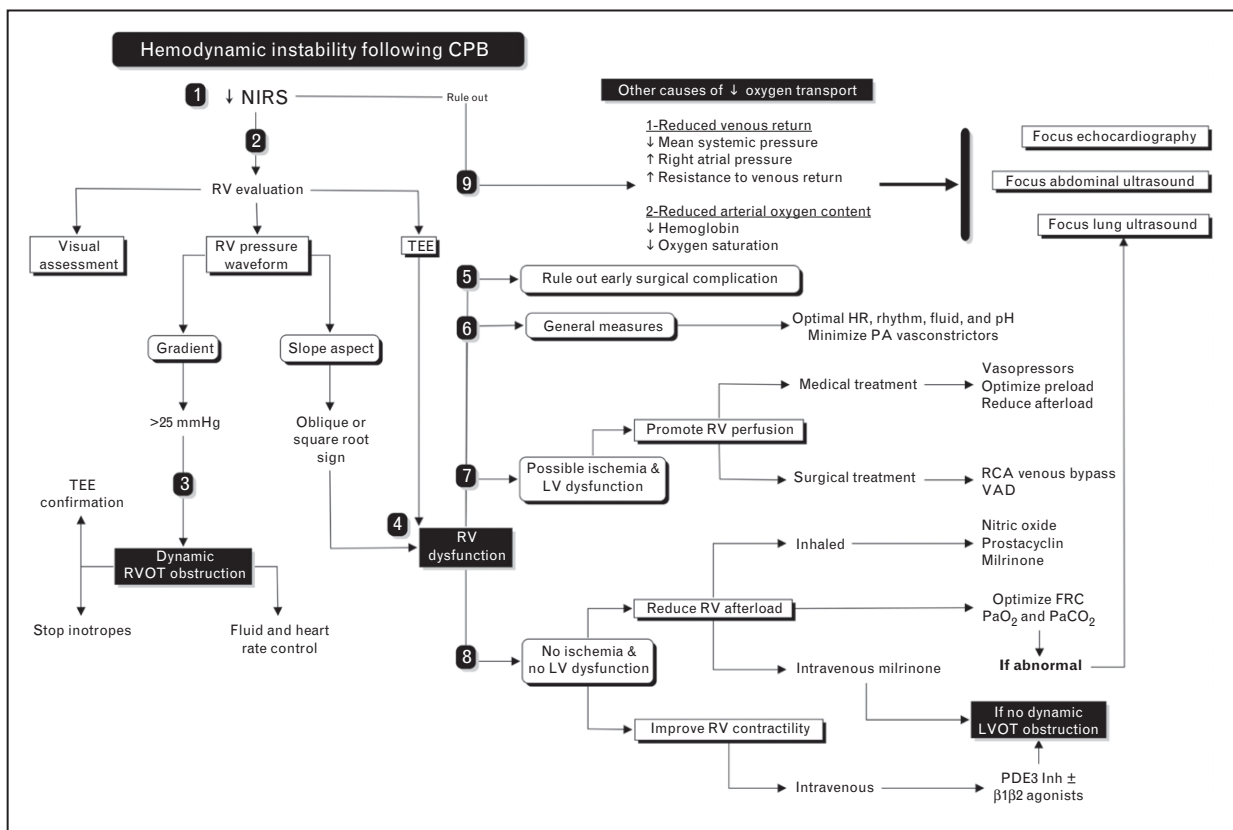 Hemodynamic instability following CPB
1
↓ NIRS
Rule out
2
RV evaluation
Visual
assessment
RV pressure
waveform
TEE
Gradient
Slope aspect
>25 mmHg
Oblique or
square root
sign
3
TEE
confirmation
Dynamic
RVOT obstruction
Stop inotropes
Fluid and heart
rate control
4
RV
dysfunction
9
Other causes of ↓ oxygen transport
1-Reduced venous return
↓ Mean systemic pressure
↑ Right atrial pressure
↑ Resistance to venous return
2-Reduced arterial oxygen content
↓ Hemoglobin
↓ Oxygen saturation
Focus echocardiography
Focus abdominal ultrasound
Focus lung ultrasound
5
Rule out early surgical complication
6
General measures
Optimal HR, rhythm, fluid, and pH
Minimize PA vasconstrictors
7
Possible ischemia &
LV dysfunction
Promote RV perfusion
Medical treatment
Vasopressors
Optimize preload
Reduce afterload
Surgical treatment
RCA venous bypass
VAD
8
No ischemia &
no LV dysfunction
Reduce RV afterload
Inhaled
Nitric oxide
Prostacyclin
Milrinone
Optimize FRC
PaO₂ and PaCO₂
If abnormal
Intravenous milrinone
If no dynamic
LVOT obstruction
Improve RV contractility
Intravenous
PDE3 Inh ±
β1β2 agonists